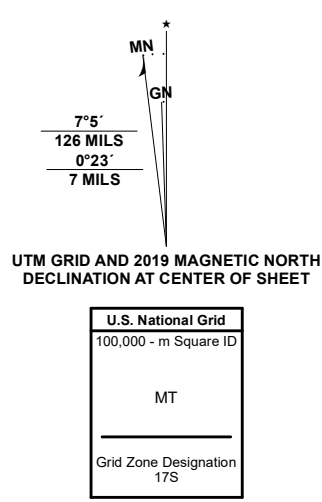 ★
MN
GN
7°5´
126 MILS
0°23´
7 MILS
UTM GRID AND 2019 MAGNETIC NORTH
DECLINATION AT CENTER OF SHEET
U.S. National Grid
100,000 - m Square ID
MT
Grid Zone Designation
17S